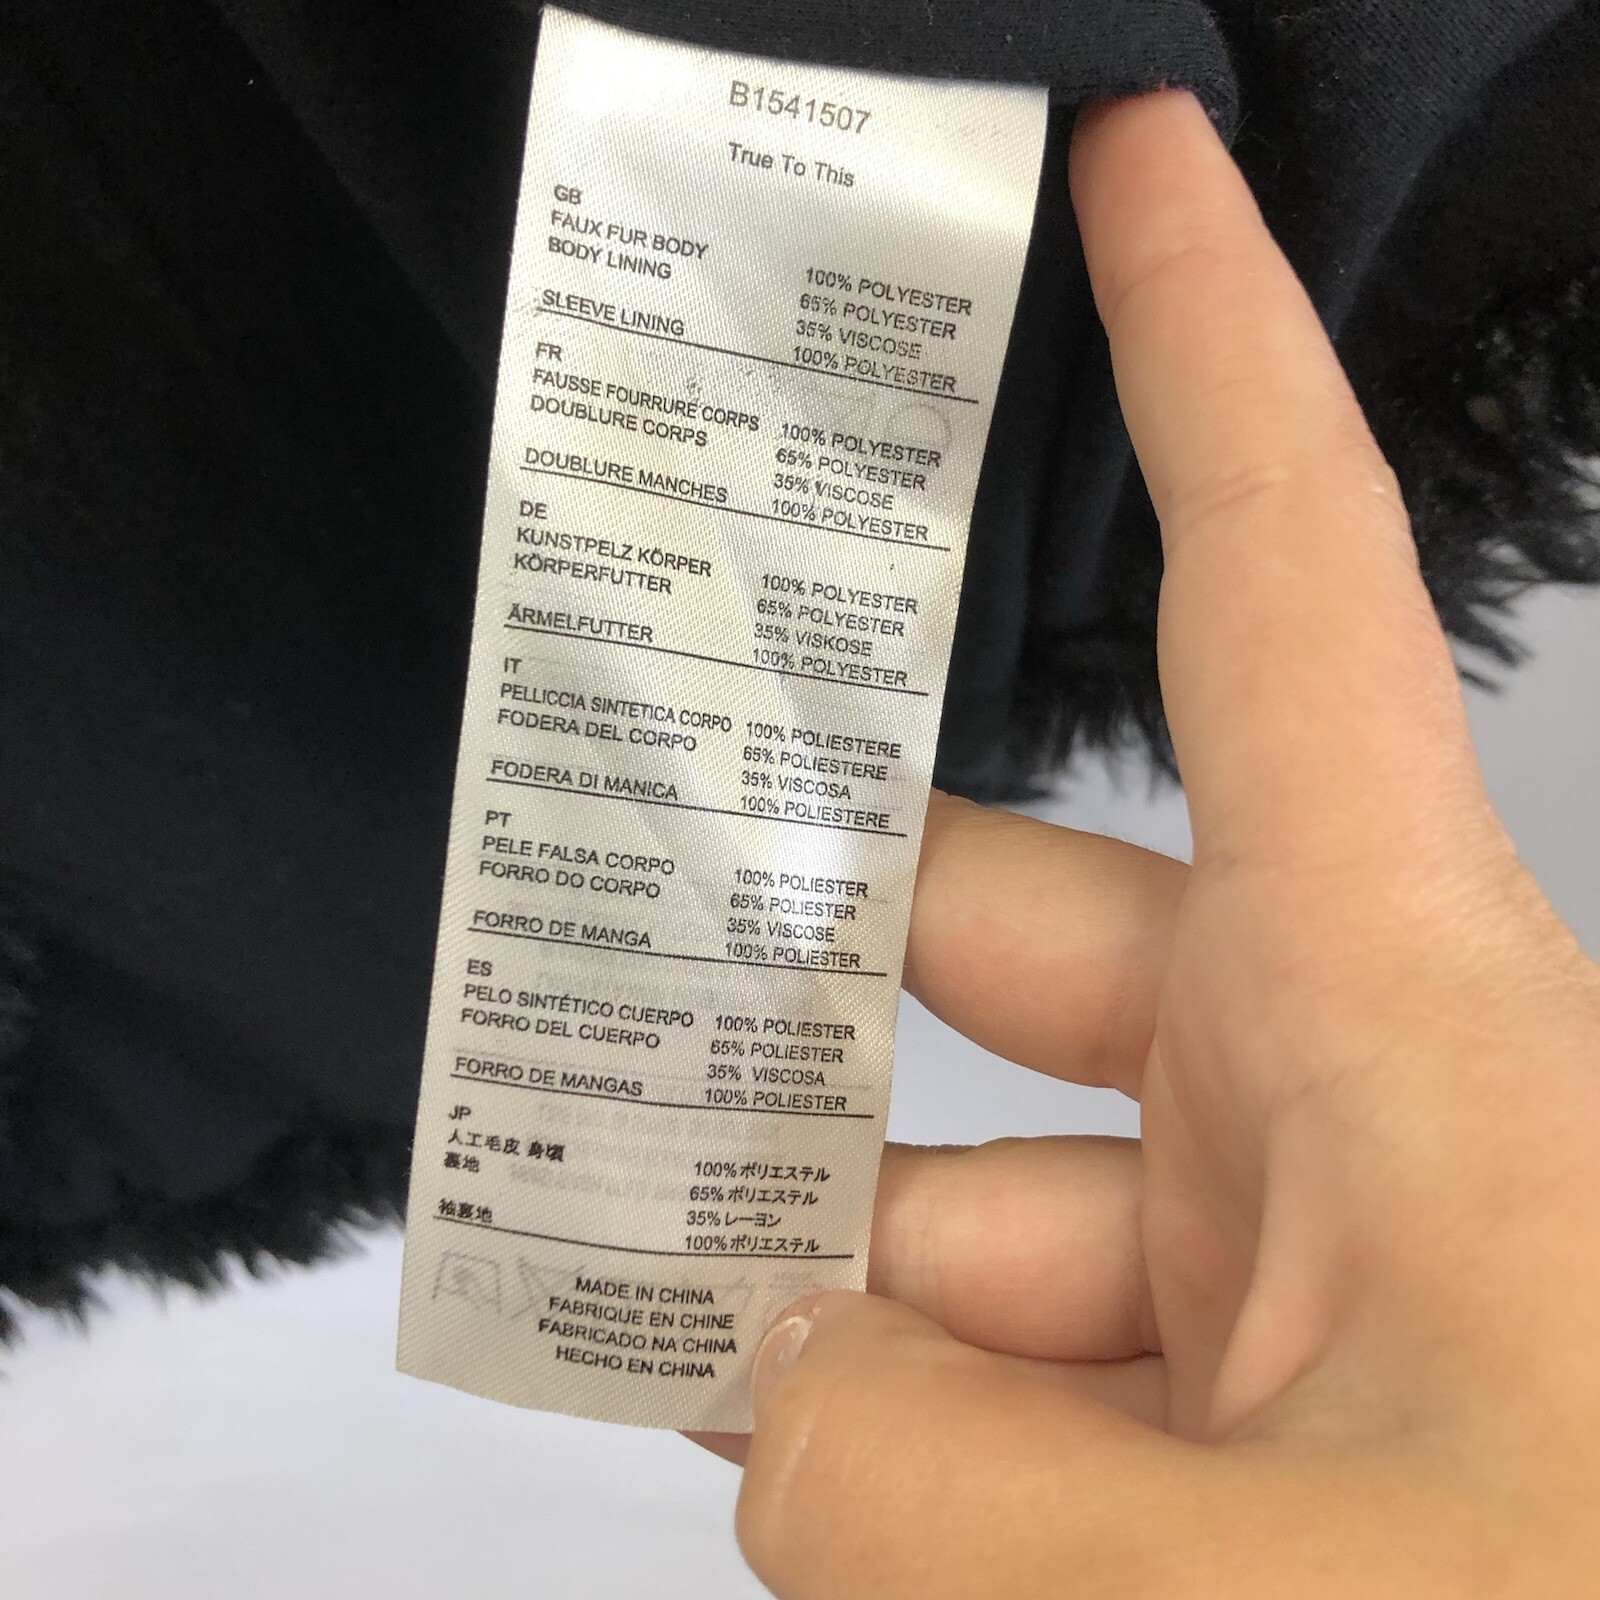 B1541507
True To This
GB
FAUX FUR BODY 100% POLYESTER
BODY LINING 65% POLYESTER
35% VISCOSE
SLEEVE LINING 100% POLYESTER
FR
FAUSSE FOURRURE CORPS 100% POLYESTER
DOUBLURE CORPS 65% POLYESTER
35% VISCOSE
DOUBLURE MANCHES 100% POLYESTER
DE
KUNSTPELZ KÖRPER 100% POLYESTER
KÖRPERFUTTER 65% POLYESTER
35% VISKOSE
ÄRMELFUTTER 100% POLYESTER
IT
PELLICCIA SINTETICA CORPO 100% POLIESTERE
FODERA DEL CORPO 65% POLIESTERE
35% VISCOSA
FODERA DI MANICA 100% POLIESTERE
PT
PELE FALSA CORPO 100% POLIESTER
FORRO DO CORPO 65% POLIESTER
35% VISCOSE
FORRO DE MANGA 100% POLIESTER
ES
PELO SINTÉTICO CUERPO 100% POLIESTER
FORRO DEL CUERPO 65% POLIESTER
35% VISCOSA
FORRO DE MANGAS 100% POLIESTER
JP
人工毛皮 身頃 100%ポリエステル
裏地 65%ポリエステル
35%レーヨン
袖裏地 100%ポリエステル
MADE IN CHINA
FABRIQUE EN CHINE
FABRICADO NA CHINA
HECHO EN CHINA